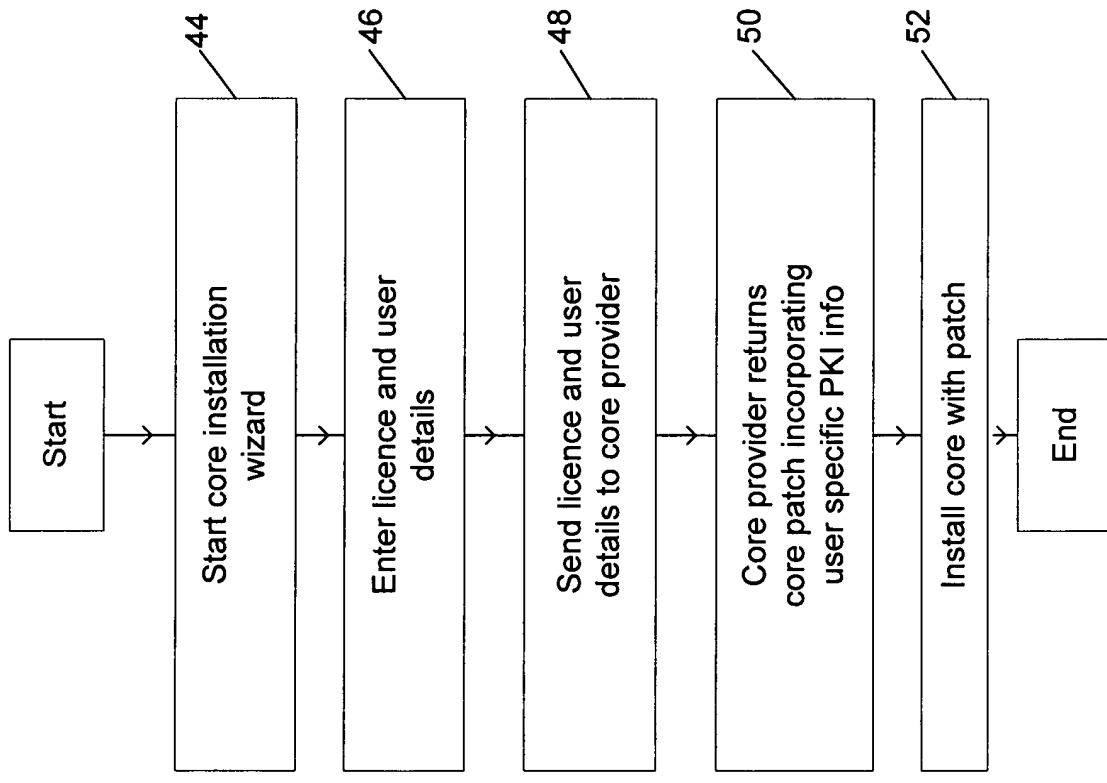 Start
44
Start core installation
wizard
46
Enter licence and user
details
48
Send licence and user
details to core provider
50
Core provider returns
core patch incorporating
user specific PKI info
52
Install core with patch
End